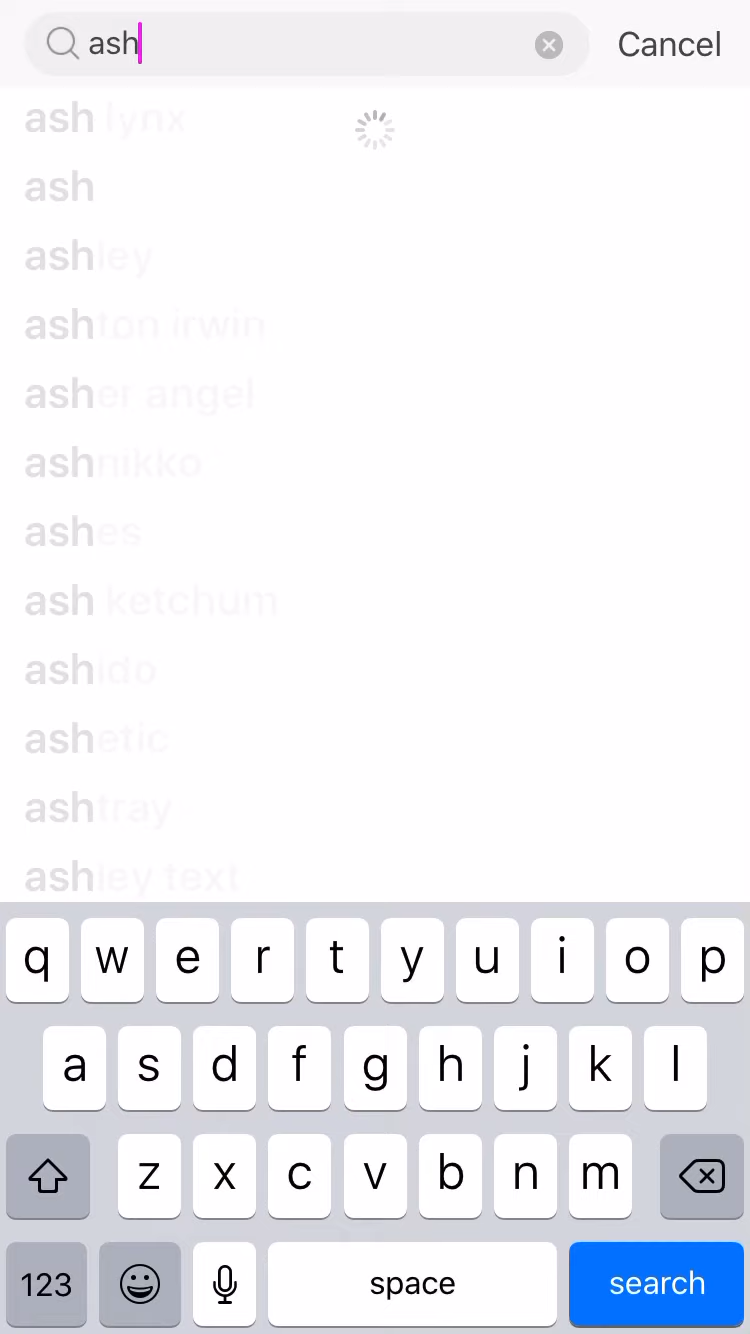 ash Cancel
ash lynx
ash
ashley
ashton irwin
asher angel
ashnikko
ashes
ash ketchum
ashido
ashetic
ashtray
ashley text
q w e r t y u i o p
a s d f g h j k l
z x c v b n m
123 space search